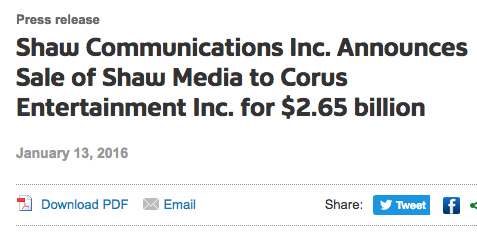 Press release
Shaw Communications Inc. Announces
Sale of Shaw Media to Corus
Entertainment Inc. for $2.65 billion
January 13, 2016
Download PDF Email Share: Tweet f